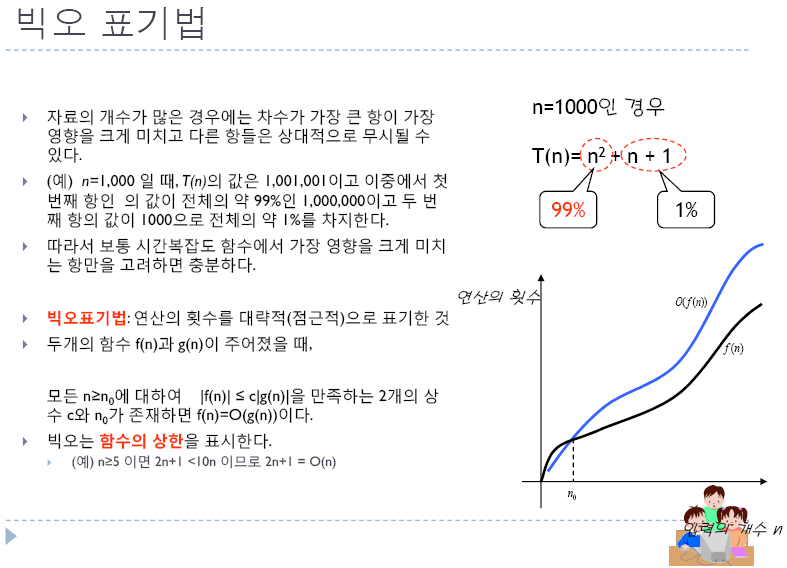 빅오 표기법
자료의 개수가 많은 경우에는 차수가 가장 큰 항이 가장
영향을 크게 미치고 다른 항들은 상대적으로 무시될 수
있다.
(예) n=1,000 일 때, T(n)의 값은 1,001,001이고 이중에서 첫
번째 항인 의 값이 전체의 약 99%인 1,000,000이고 두 번
째 항의 값이 1000으로 전체의 약 1%를 차지한다.
따라서 보통 시간복잡도 함수에서 가장 영향을 크게 미치
는 항만을 고려하면 충분하다.
빅오표기법: 연산의 횟수를 대략적(점근적)으로 표기한 것
두개의 함수 f(n)과 g(n)이 주어졌을 때,
모든 n≥n₀에 대하여 |f(n)| ≤ c|g(n)|을 만족하는 2개의 상
수 c와 n₀가 존재하면 f(n)=O(g(n))이다.
빅오는 함수의 상한을 표시한다.
(예) n≥5 이면 2n+1 <10n 이므로 2n+1 = O(n)
n=1000인 경우
T(n)= n² + n + 1
99%
1%
연산의 횟수
O(f(n))
f(n)
n₀
입력의 개수 n